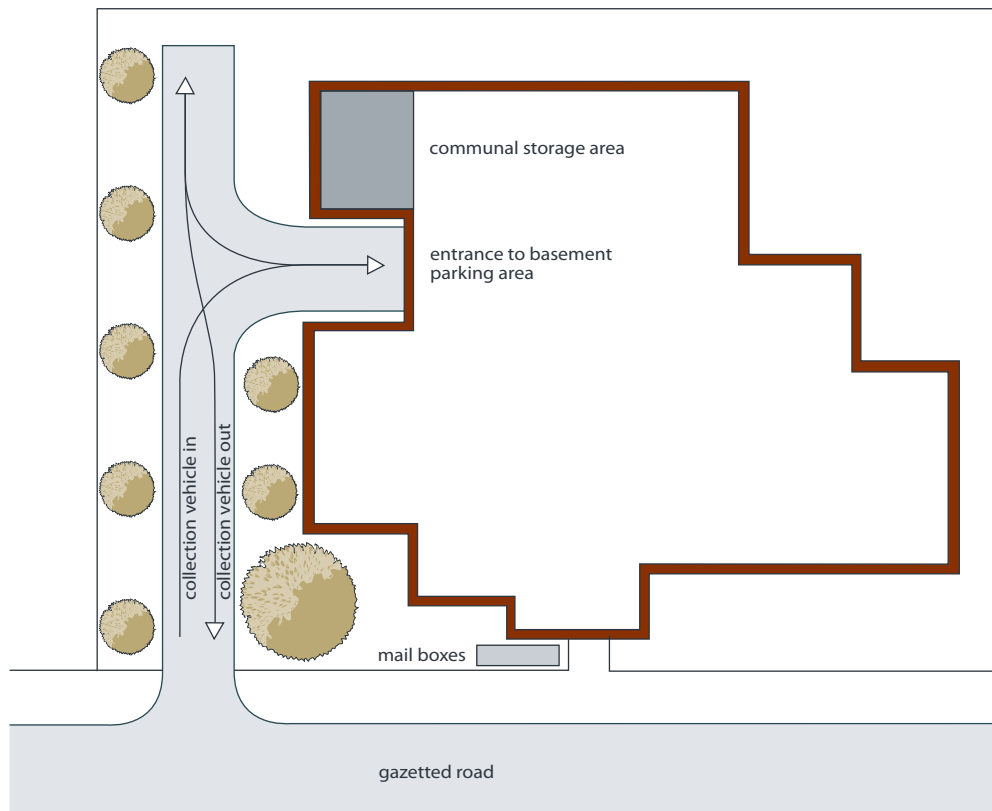 communal storage area
entrance to basement
parking area
collection vehicle in
collection vehicle out
mail boxes
gazetted road